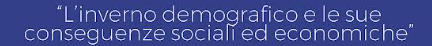 “L’inverno demografico e le sue
conseguenze sociali ed economiche”